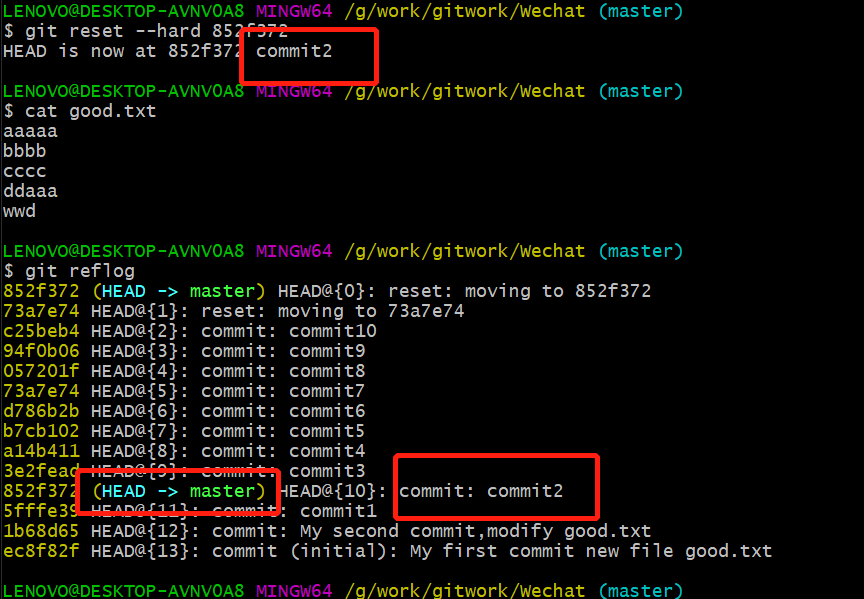 LENOVO@DESKTOP-AVNV0A8 MINGW64 /g/work/gitwork/Wechat (master)
$ git reset --hard 852f372
HEAD is now at 852f372 commit2
LENOVO@DESKTOP-AVNV0A8 MINGW64 /g/work/gitwork/Wechat (master)
$ cat good.txt
aaaaa
bbbb
cccc
ddaaa
wwd
LENOVO@DESKTOP-AVNV0A8 MINGW64 /g/work/gitwork/Wechat (master)
$ git reflog
852f372 (HEAD -> master) HEAD@{0}: reset: moving to 852f372
73a7e74 HEAD@{1}: reset: moving to 73a7e74
c25beb4 HEAD@{2}: commit: commit10
94f0b06 HEAD@{3}: commit: commit9
057201f HEAD@{4}: commit: commit8
73a7e74 HEAD@{5}: commit: commit7
d786b2b HEAD@{6}: commit: commit6
b7cb102 HEAD@{7}: commit: commit5
a14b411 HEAD@{8}: commit: commit4
3e2fead HEAD@{9}: commit: commit3
852f372 (HEAD -> master) HEAD@{10}: commit: commit2
5fffe39 HEAD@{11}: commit: commit1
1b68d65 HEAD@{12}: commit: My second commit,modify good.txt
ec8f82f HEAD@{13}: commit (initial): My first commit new file good.txt
LENOVO@DESKTOP-AVNV0A8 MINGW64 /g/work/gitwork/Wechat (master)